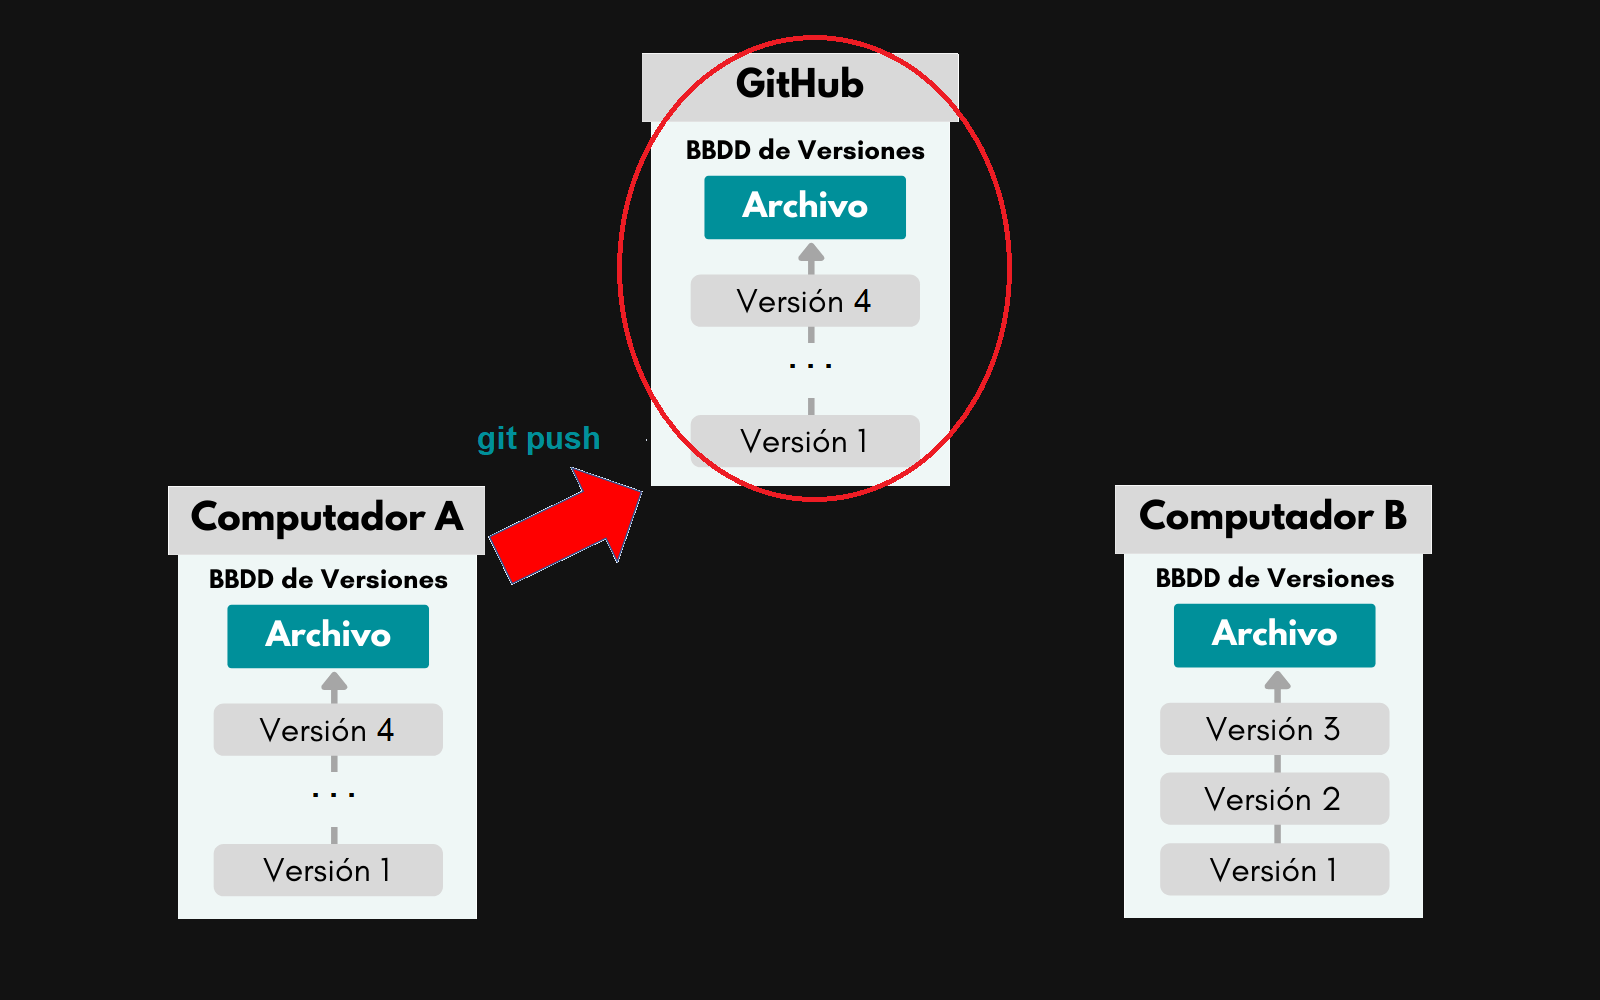 GitHub
BBDD de Versiones
Archivo
Versión 4
...
Versión 1
git push
Computador A
BBDD de Versiones
Archivo
Versión 4
...
Versión 1
Computador B
BBDD de Versiones
Archivo
Versión 3
Versión 2
Versión 1